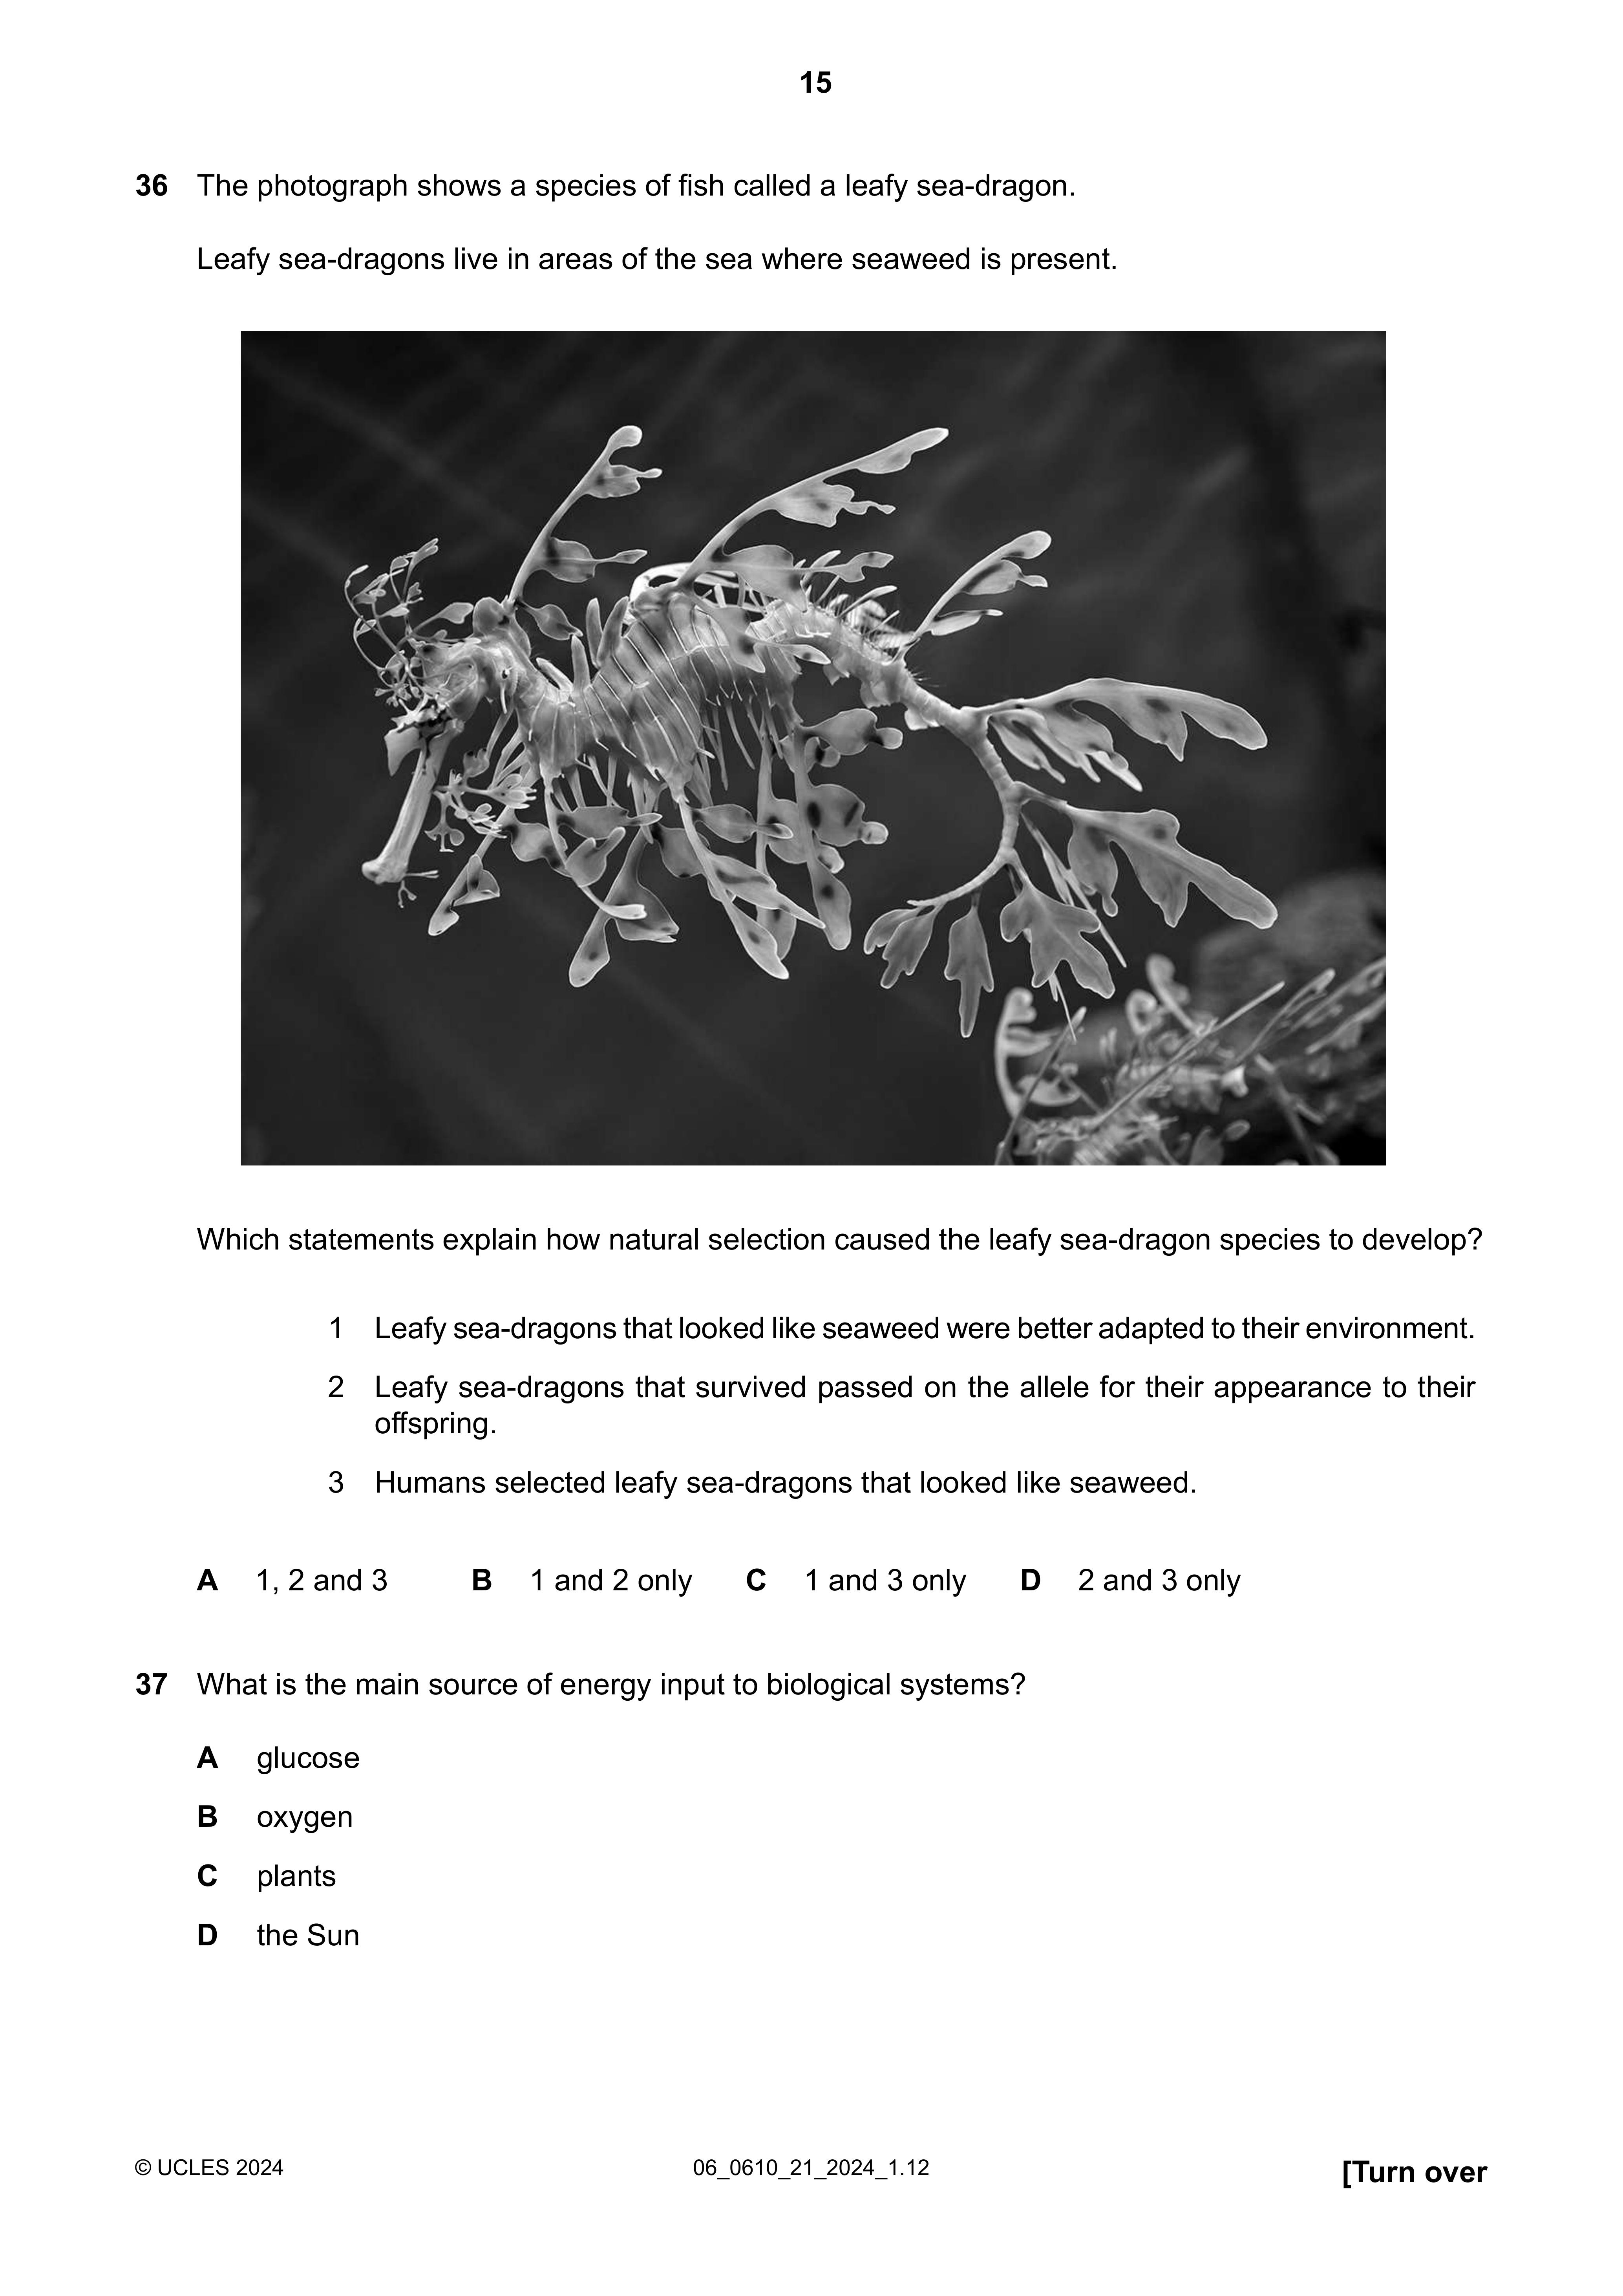 15
36 The photograph shows a species of fish called a leafy sea-dragon.
Leafy sea-dragons live in areas of the sea where seaweed is present.
Which statements explain how natural selection caused the leafy sea-dragon species to develop?
1 Leafy sea-dragons that looked like seaweed were better adapted to their environment.
2 Leafy sea-dragons that survived passed on the allele for their appearance to their
offspring.
3 Humans selected leafy sea-dragons that looked like seaweed.
A 1, 2 and 3 B 1 and 2 only C 1 and 3 only D 2 and 3 only
37 What is the main source of energy input to biological systems?
A glucose
B oxygen
C plants
D the Sun
© UCLES 2024 06_0610_21_2024_1.12 [Turn over